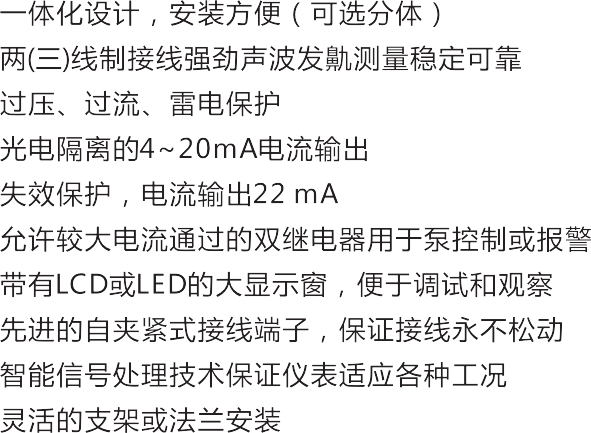 一体化设计，安装方便（可选分体）
两(三)线制接线强劲声波发鼽测量稳定可靠
过压、过流、雷电保护
光电隔离的4~20mA电流输出
失效保护，电流输出22 mA
允许较大电流通过的双继电器用于泵控制或报警
带有LCD或LED的大显示窗，便于调试和观察
先进的自夹紧式接线端子，保证接线永不松动
智能信号处理技术保证仪表适应各种工况
灵活的支架或法兰安装